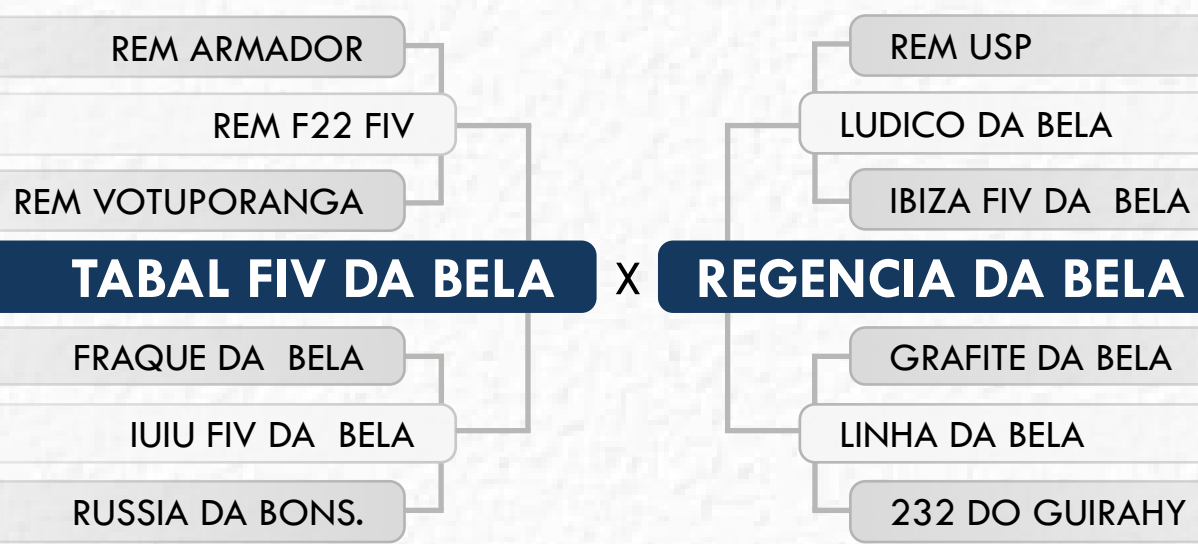 REM ARMADOR
REM F22 FIV
REM VOTUPORANGA
TABAL FIV DA BELA
FRAQUE DA BELA
IUIU FIV DA BELA
RUSSIA DA BONS.
X
REM USP
LUDICO DA BELA
IBIZA FIV DA BELA
REGENCIA DA BELA
GRAFITE DA BELA
LINHA DA BELA
232 DO GUIRAHY